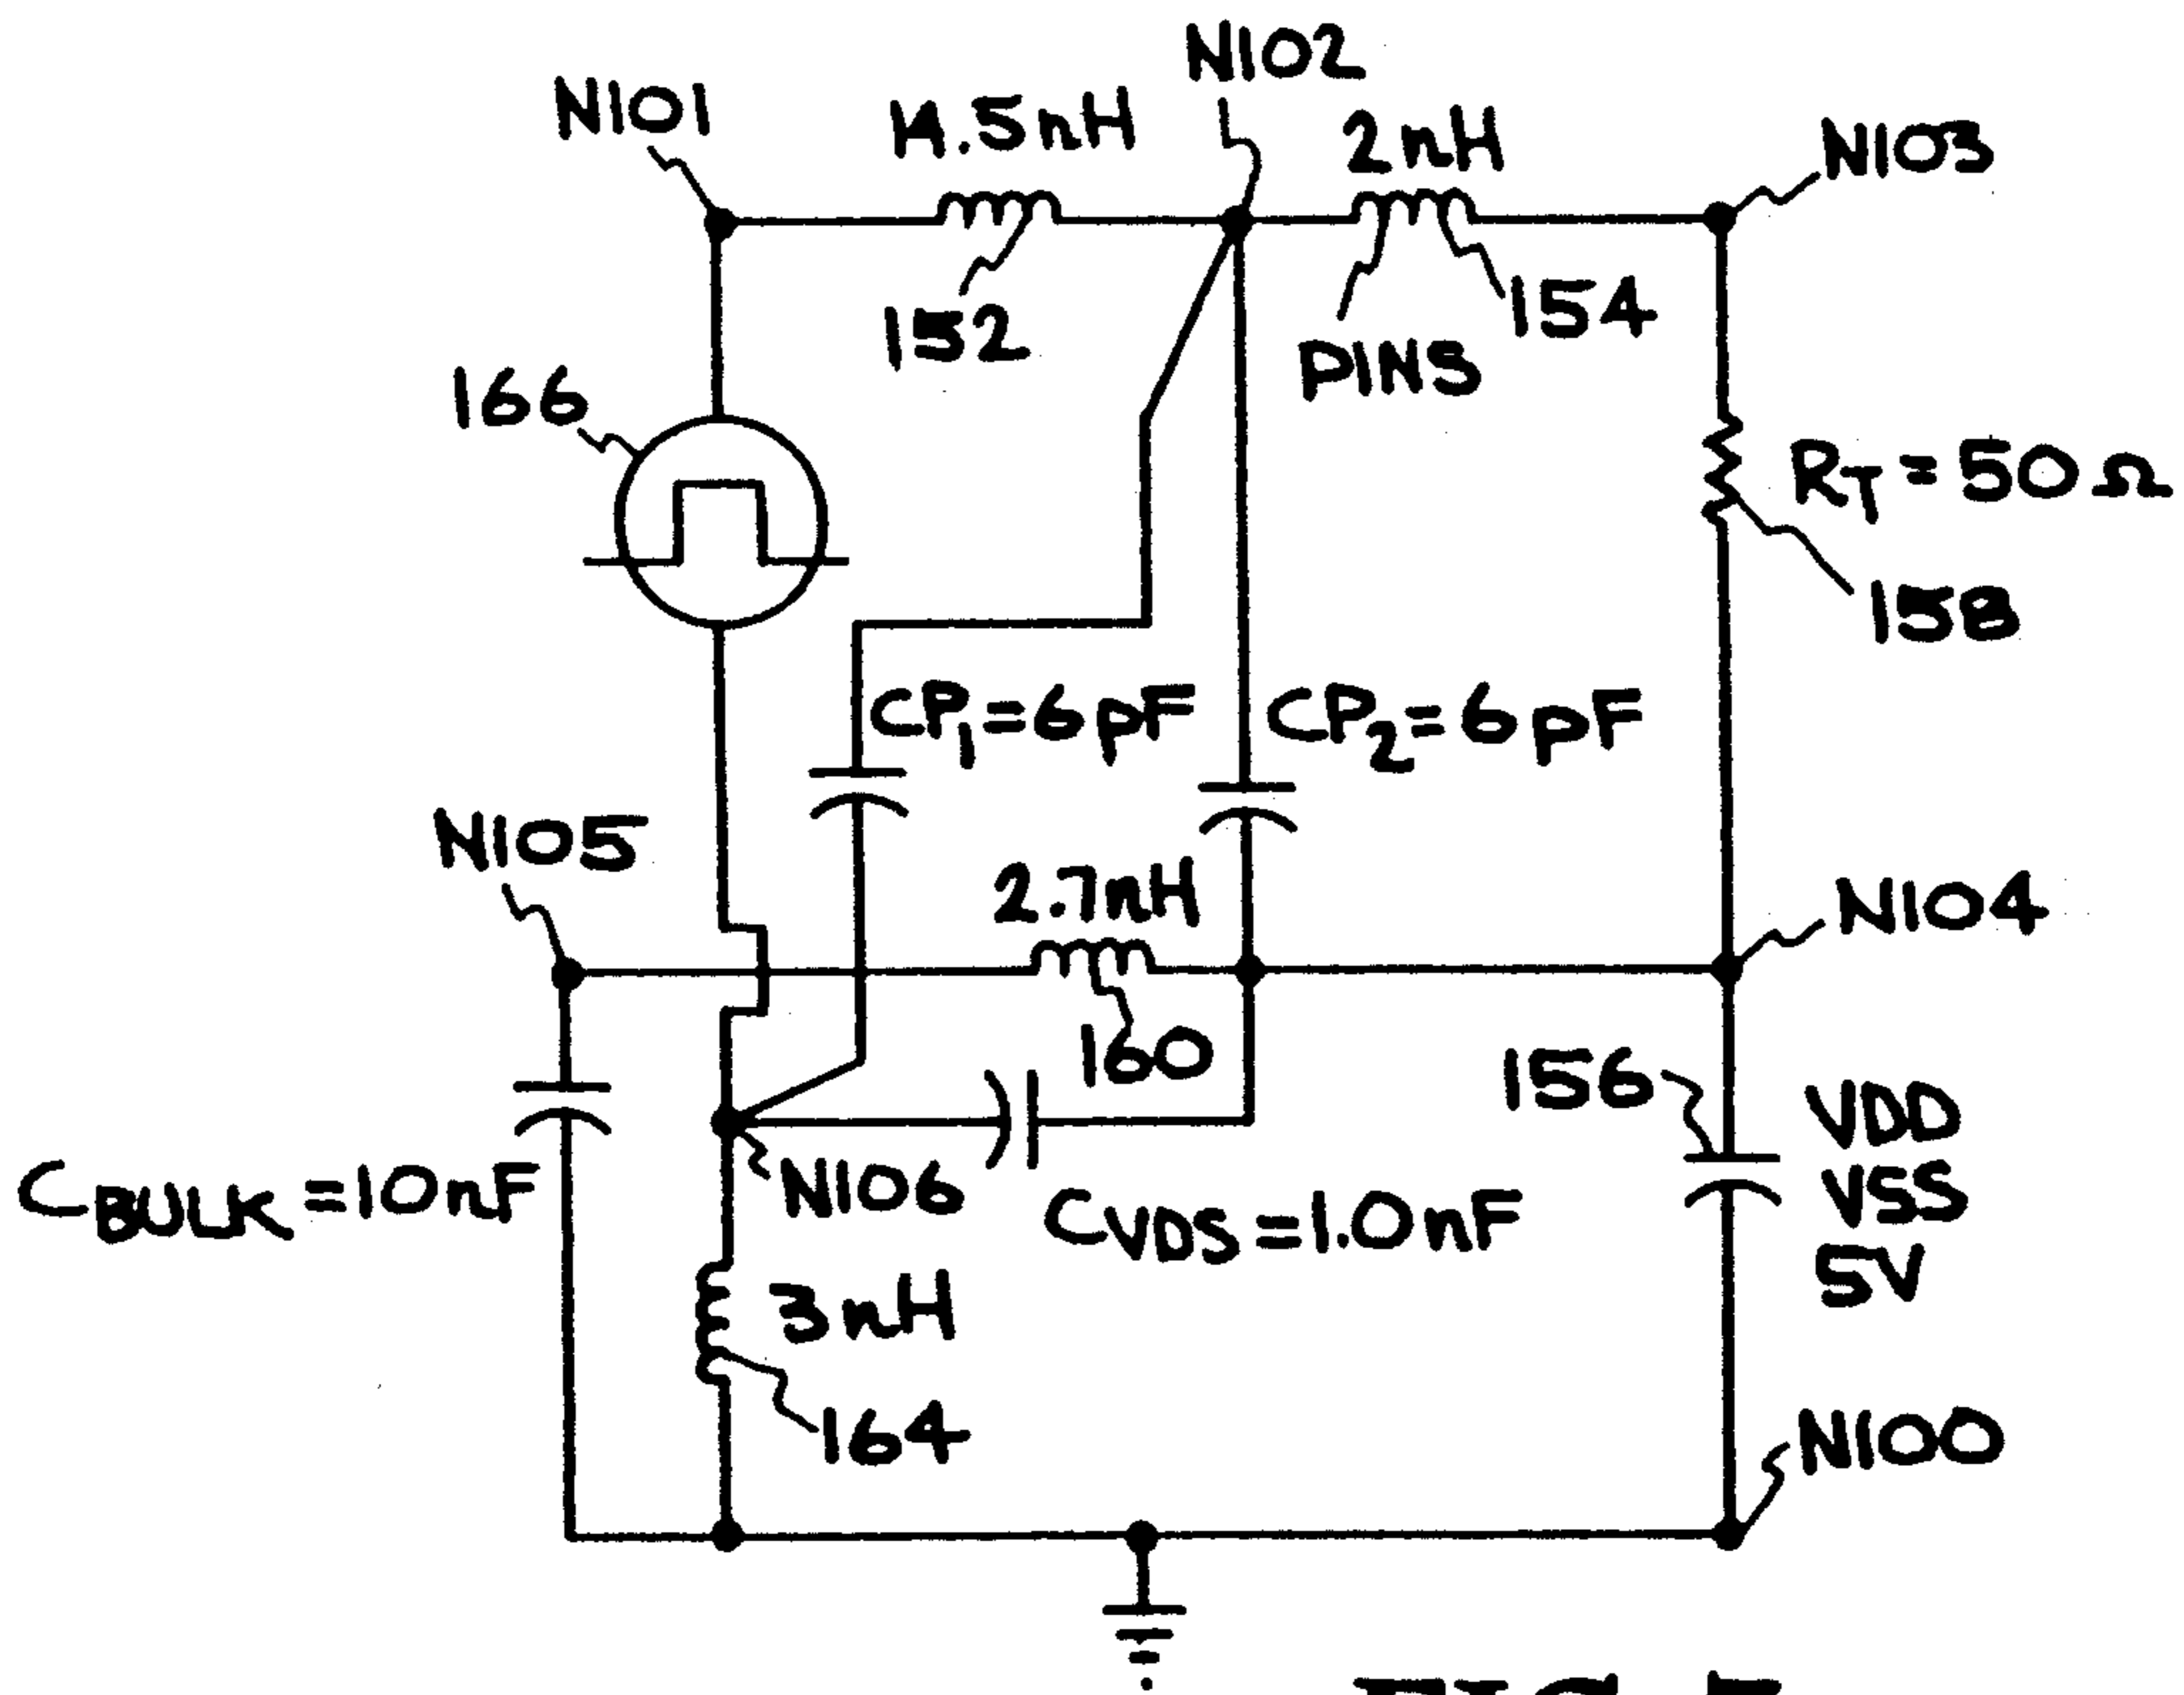 N102
N101
4.5nH
2nH
N103
152
154
PINS
166
RT=50Ω
158
CP1=6pF
CP2=6pF
N105
2.7nH
N104
160
156
VDD
VSS
5V
N106
CBULK=10nF
CVDS=1.0nF
3nH
164
N100